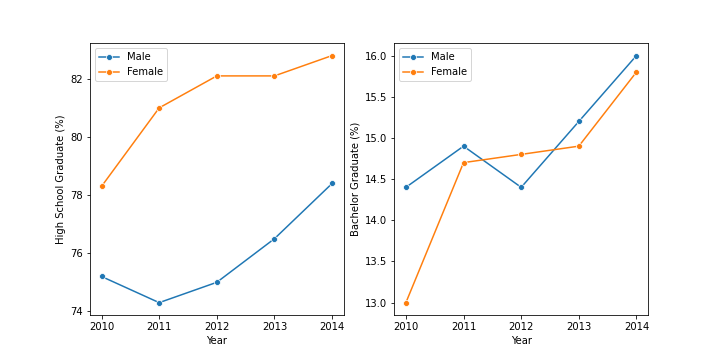 Male
Female
High School Graduate (%)
82
80
78
76
74
2010 2011 2012 2013 2014
Year
Male
Female
Bachelor Graduate (%)
16.0
15.5
15.0
14.5
14.0
13.5
13.0
2010 2011 2012 2013 2014
Year